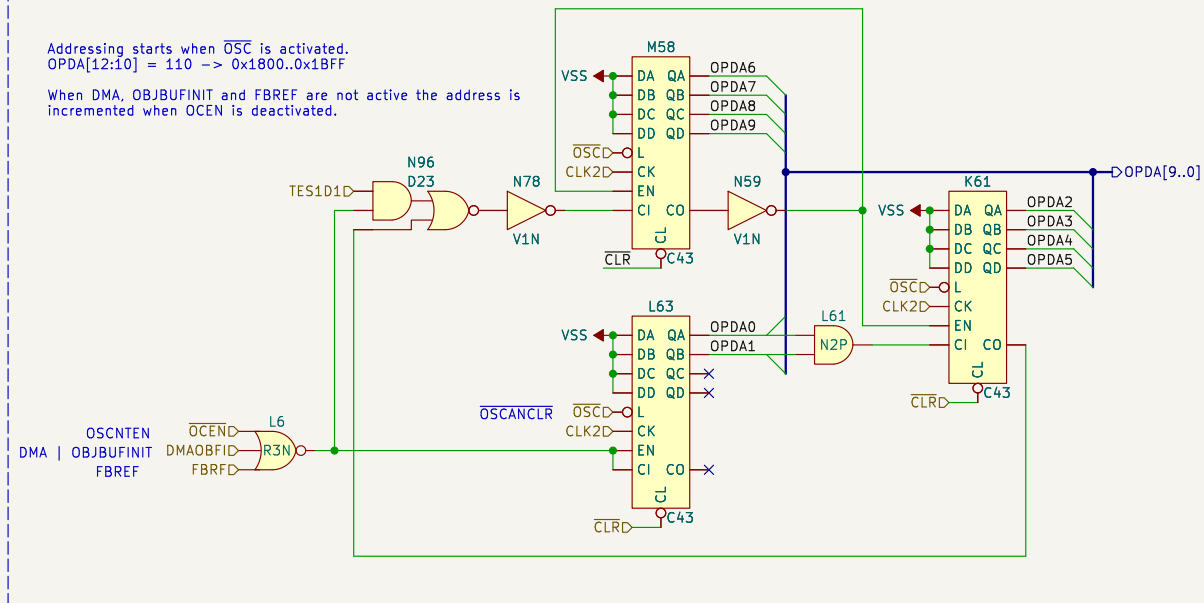 Addressing starts when OSC is activated.
OPDA[12:10] = 110 -> 0x1800..0x1BFF
When DMA, OBJBUFINIT and FBREF are not active the address is
incremented when OCEN is deactivated.
M58
VSS
DA QA OPDA6
DB QB OPDA7
DC QC OPDA8
DD QD OPDA9
OSC L
CLK2 CK
EN
CI CO
CL
CLR
C43
N96
D23
TES1D1
N78
V1N
N59
V1N
OPDA[9..0]
K61
VSS
DA QA OPDA2
DB QB OPDA3
DC QC OPDA4
DD QD OPDA5
OSC L
CLK2 CK
EN
CI CO
CL
CLR
C43
L63
VSS
DA QA OPDA0
DB QB OPDA1
DC QC
DD QD
OSCANCLR
OSC L
CLK2 CK
EN
CI CO
CL
CLR
C43
L61
N2P
L6
R3N
OSCNTEN
OCEN
DMA | OBJBUFINIT
DMAOBFI
FBREF
FBRF